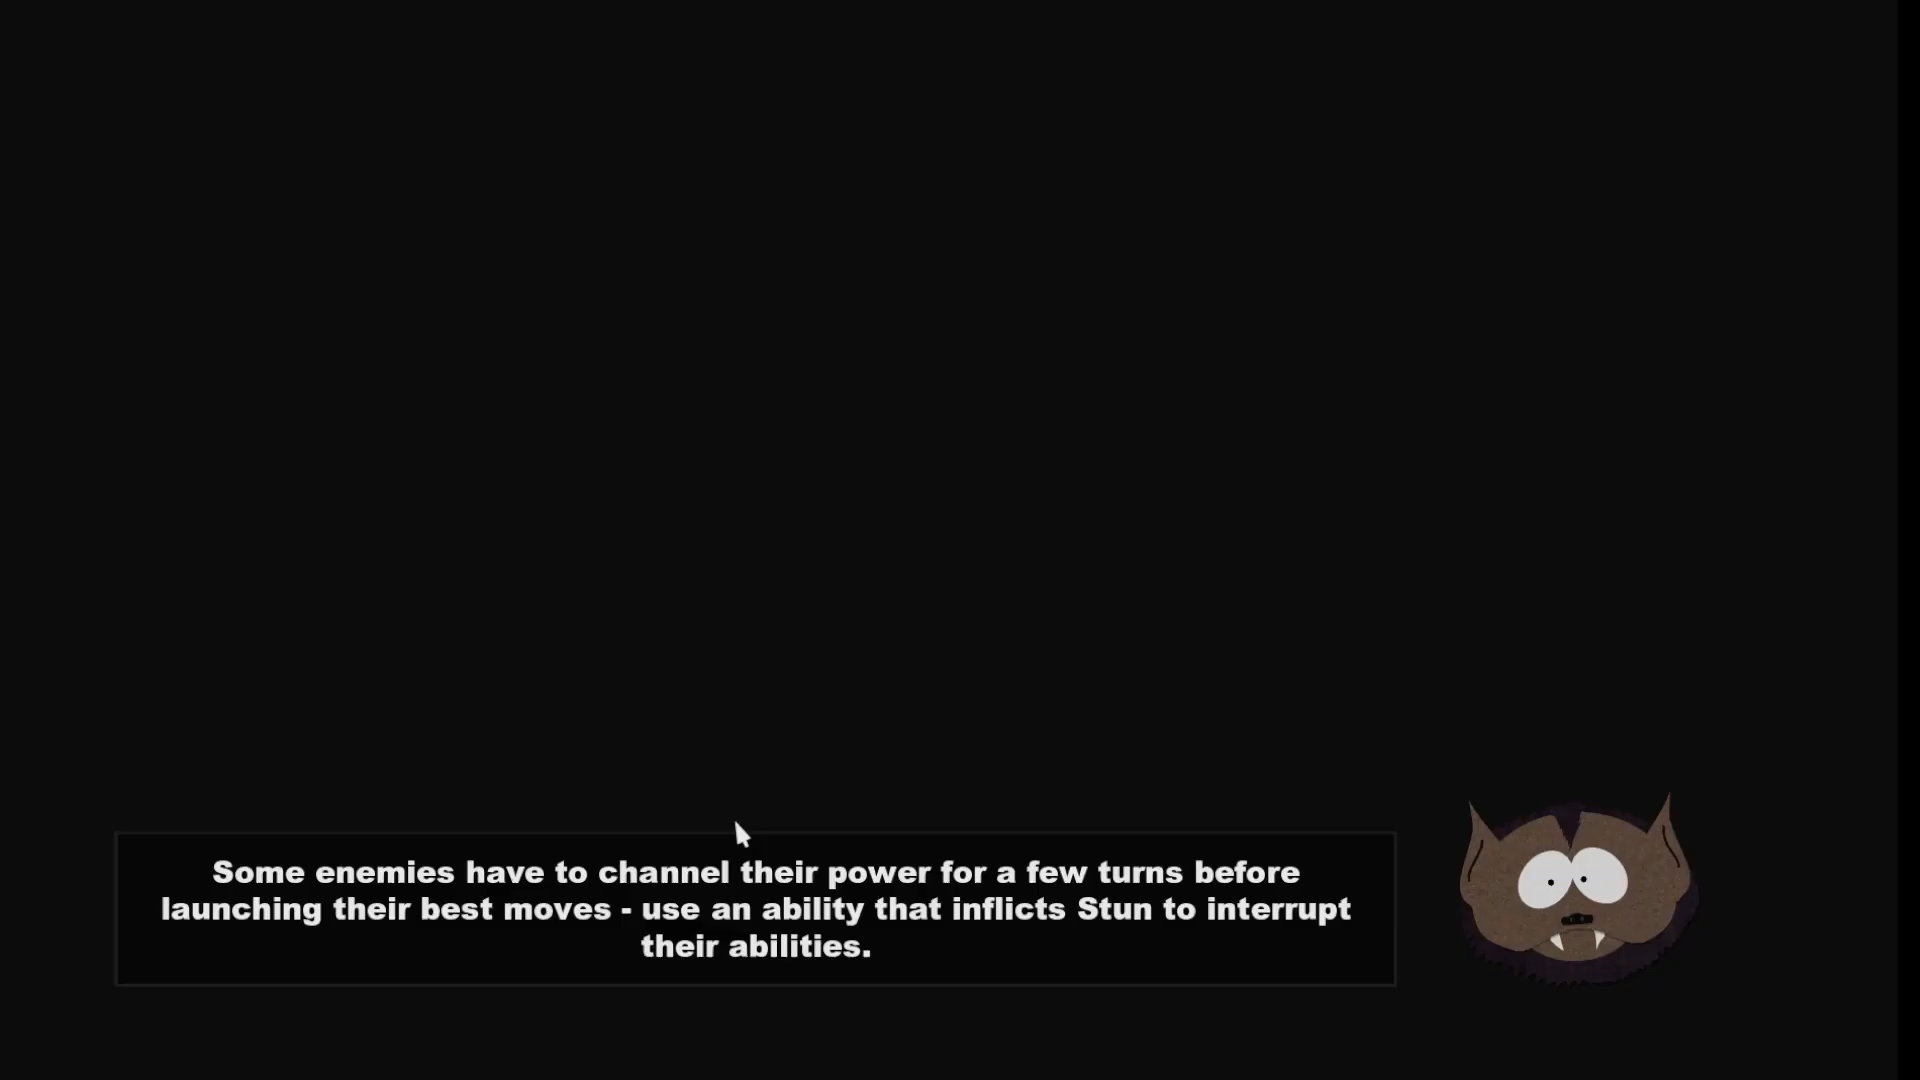 Some enemies have to channel their power for a few turns before
launching their best moves - use an ability that inflicts Stun to interrupt
their abilities.